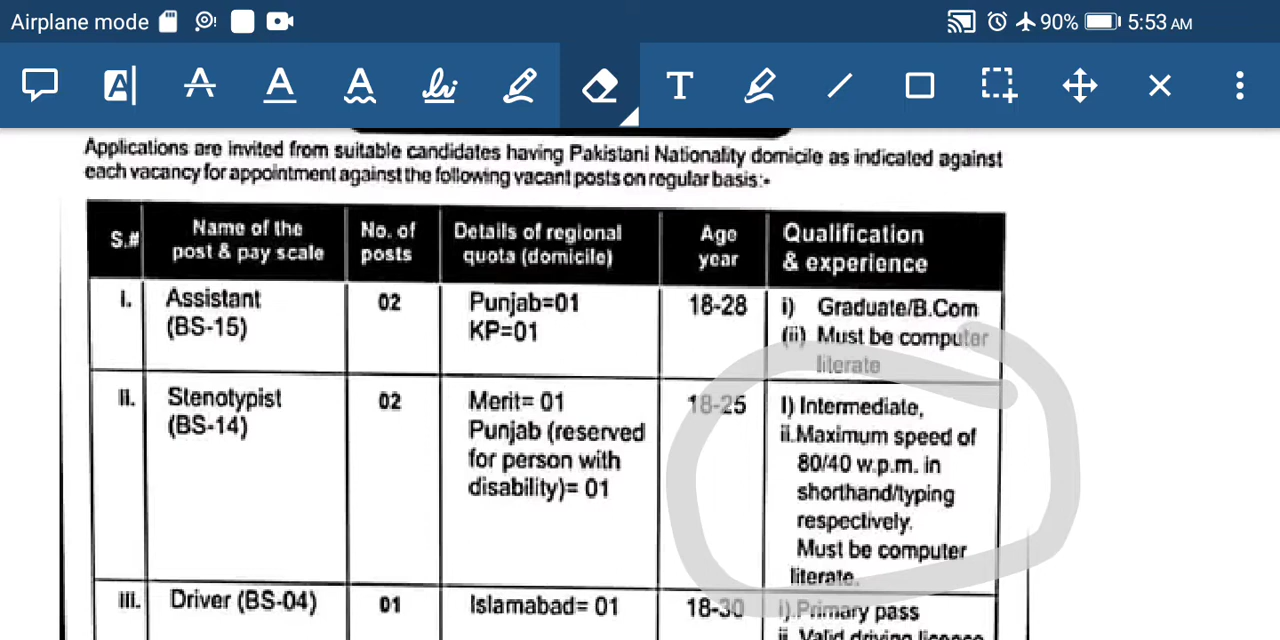 Airplane mode 90% 5:53 AM
A A A A T
Applications are invited from suitable candidates having Pakistani Nationality domicile as indicated against
each vacancy for appointment against the following vacant posts on regular basis:-
S.# Name of the post & pay scale No. of posts Details of regional quota (domicile) Age year Qualification & experience
i. Assistant 02 Punjab=01 18-28 i) Graduate/B.Com
(BS-15) KP=01 (ii) Must be computer
literate
ii. Stenotypist 02 Merit= 01 18-25 I) Intermediate,
(BS-14) Punjab (reserved ii.Maximum speed of
for person with 80/40 w.p.m. in
disability)= 01 shorthand/typing
respectively.
Must be computer
literate.
iii. Driver (BS-04) 01 Islamabad= 01 18-30 i).Primary pass
ii. Valid driving licence